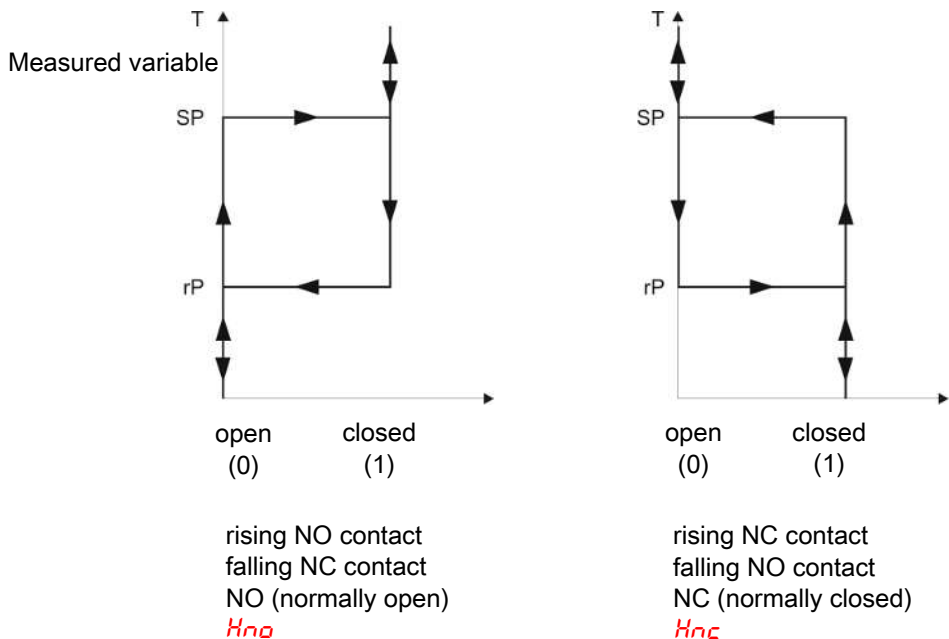 T
Measured variable
SP
rP
open
(0)
closed
(1)
rising NO contact
falling NC contact
NO (normally open)
Hno
T
SP
rP
open
(0)
closed
(1)
rising NC contact
falling NO contact
NC (normally closed)
Hnc